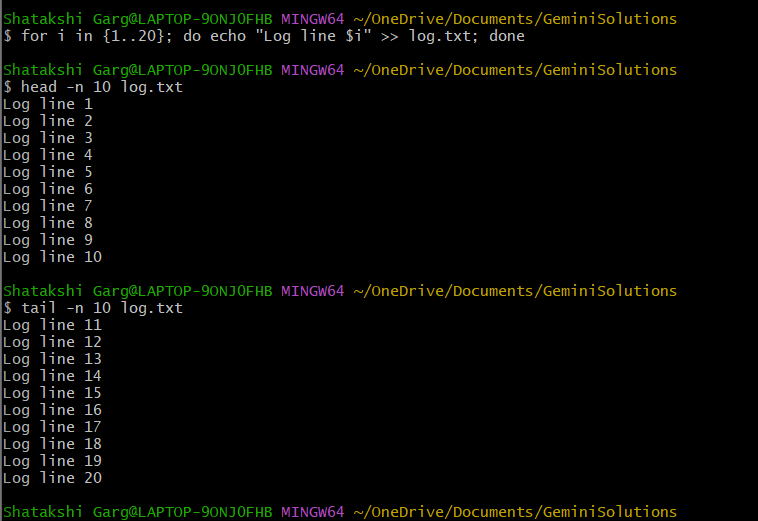 Shatakshi Garg@LAPTOP-9ONJ0FHB MINGW64 ~/OneDrive/Documents/GeminiSolutions
$ for i in {1..20}; do echo "Log line $i" >> log.txt; done
Shatakshi Garg@LAPTOP-9ONJ0FHB MINGW64 ~/OneDrive/Documents/GeminiSolutions
$ head -n 10 log.txt
Log line 1
Log line 2
Log line 3
Log line 4
Log line 5
Log line 6
Log line 7
Log line 8
Log line 9
Log line 10
Shatakshi Garg@LAPTOP-9ONJ0FHB MINGW64 ~/OneDrive/Documents/GeminiSolutions
$ tail -n 10 log.txt
Log line 11
Log line 12
Log line 13
Log line 14
Log line 15
Log line 16
Log line 17
Log line 18
Log line 19
Log line 20
Shatakshi Garg@LAPTOP-9ONJ0FHB MINGW64 ~/OneDrive/Documents/GeminiSolutions